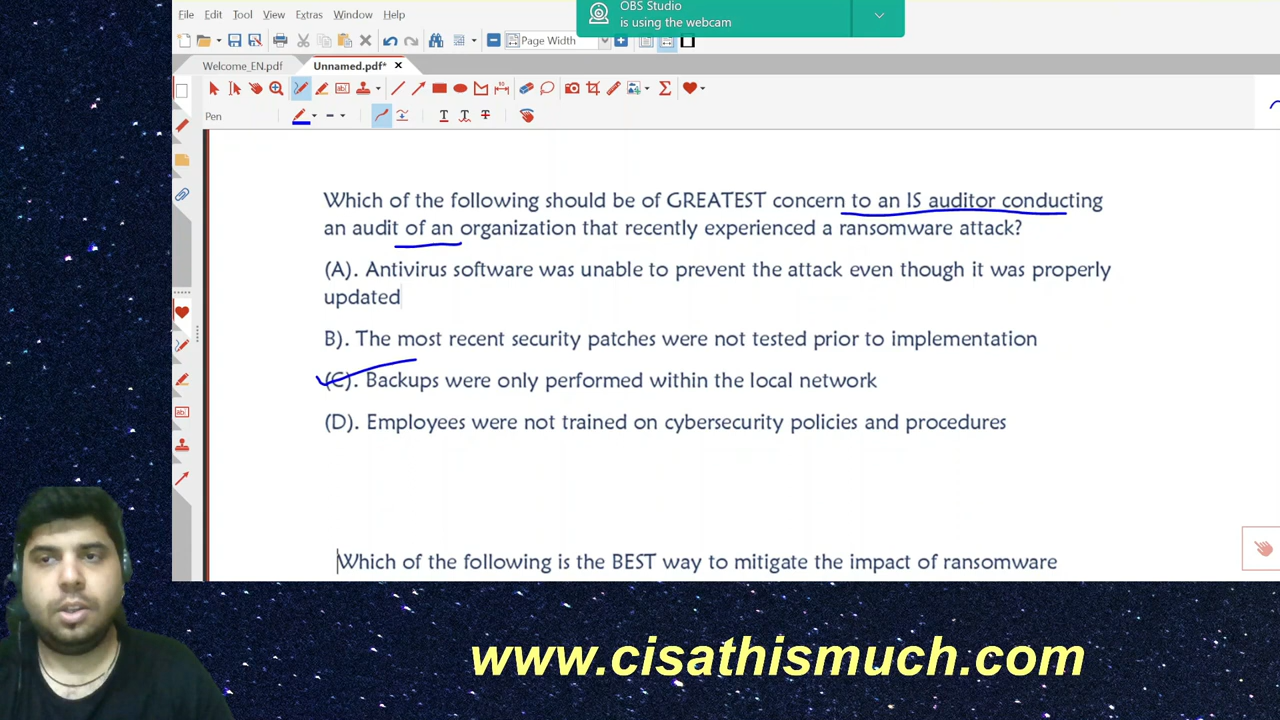 OBS Studio
is using the webcam
File Edit Tool View Extras Window Help
Page Width
Welcome_EN.pdf Unnamed.pdf*
Pen
Which of the following should be of GREATEST concern to an IS auditor conducting
an audit of an organization that recently experienced a ransomware attack?
(A). Antivirus software was unable to prevent the attack even though it was properly
updated
B). The most recent security patches were not tested prior to implementation
(C). Backups were only performed within the local network
(D). Employees were not trained on cybersecurity policies and procedures
Which of the following is the BEST way to mitigate the impact of ransomware
www.cisathismuch.com